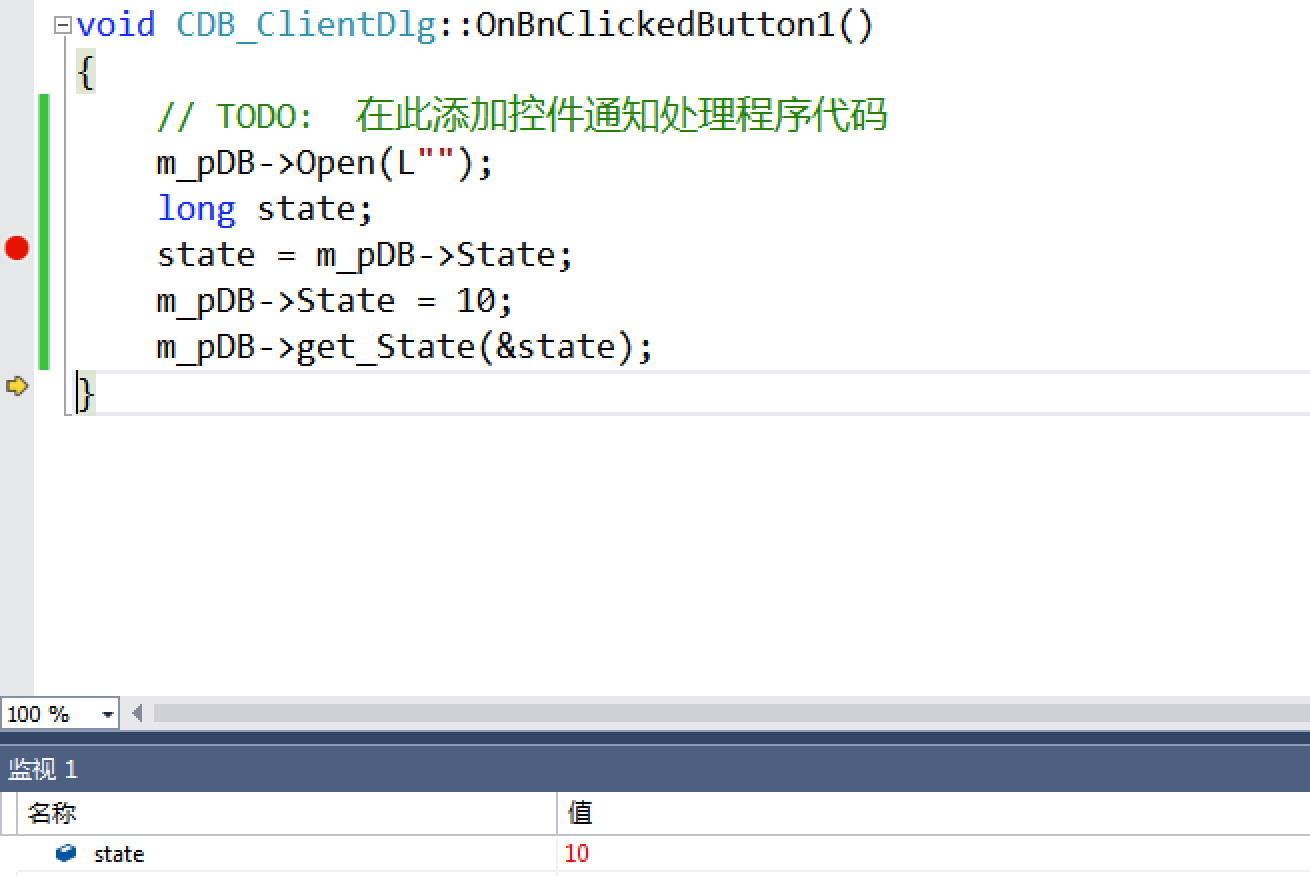 void CDB_ClientDlg::OnBnClickedButton1()
{
// TODO: 在此添加控件通知处理程序代码
m_pDB->Open(L"");
long state;
state = m_pDB->State;
m_pDB->State = 10;
m_pDB->get_State(&state);
}
100 %
监视 1
名称 值
state 10